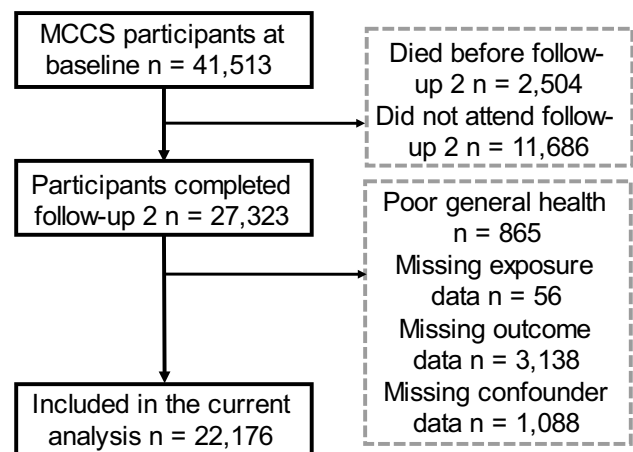 MCCS participants at
baseline n = 41,513
Died before follow-
up 2 n = 2,504
Did not attend follow-
up 2 n = 11,686
Participants completed
follow-up 2 n = 27,323
Poor general health
n = 865
Missing exposure
data n = 56
Missing outcome
data n = 3,138
Missing confounder
data n = 1,088
Included in the current
analysis n = 22,176